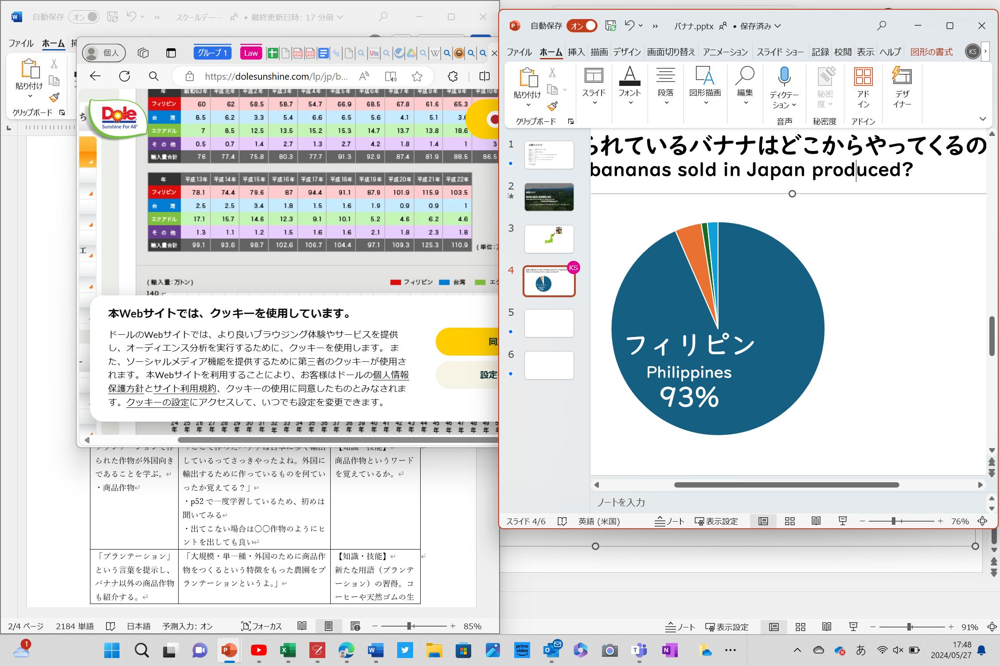 自動保存 オン スクールデー… 最終更新日時: 17 分前
ファイル ホーム 挿
貼り付け
クリップボード
個人 グループ 1 Law
https://dolesunshine.com/lp/jp/b...
Dole
Sunshine For All®
年 昭和63年 平成元年 平成2年 平成3年 平成4年 平成5年 平成6年 平成7年 平成8年 平成9年 平成10年
フィリピン 60 62 58.5 58.7 54.7 66.9 68.5 67.8 61.6 65.3
台 湾 8.5 6.2 3.3 5.4 6.6 6.5 5.6 4.1 5.1
エクアドル 7 8.5 12.5 13.5 15.2 15.3 14.7 13.7 13.8 18.6
そ の 他 0.5 0.7 1.4 2.7 1.3 2.7 4.2 1.8 1.4 1 3
輸入量合計 76 77.4 75.8 80.3 77.7 91.3 92.9 87.4 81.9 88.5 86.5
年 平成13年 平成14年 平成15年 平成16年 平成17年 平成18年 平成19年 平成20年 平成21年 平成22年
フィリピン 78.1 74.4 79.6 87 94.4 91.1 87.9 101.9 115.9 103.5
台 湾 2.5 2.5 3.4 1.8 1.5 1.6 1.9 0.9 0.9 1
エクアドル 17.1 15.7 14.6 12.3 9.1 10.1 5.2 4.6 6.2 4.6
そ の 他 1.3 1.1 1.2 1.5 1.6 1.6 2.1 1.8 2.3 1.8
輸入量合計 99.1 93.6 98.7 102.6 106.7 104.4 97.1 109.3 125.3 110.9
(単位:
(輸入量:万トン) フィリピン 台湾 エク
140
本Webサイトでは、クッキーを使用しています。
ドールのWebサイトでは、より良いブラウジング体験やサービスを提供
し、オーディエンス分析を実行するために、クッキーを使用します。 ま
た、ソーシャルメディア機能を提供するために第三者のクッキーが使用さ
れます。 本Webサイトを利用することにより、お客様はドールの個人情報
保護方針とサイト利用規約、クッキーの使用に同意したものとみなされま
す。クッキーの設定にアクセスして、いつでも設定を変更できます。
同
設定
24年 25年 26年 27年 28年 29年 30年 31年 32年 33年 34年 35年 36年 37年 38年 39年 40年 41年 42年 43年 44年 45年 46年 47年 48年 49年
プランテーションで作
られた作物が外国向き
であることを学ぶ。
・商品作物
「ここで作ったバナナは日本に多く輸出
しているってさっきやったよね。外国に
輸出するために作っているものを何てい
ったか覚えてる？」
・p52 で一度学習しているため、初めは
聞いてみる
・出てこない場合は〇〇作物のようにヒ
ントを出しても良い
【知識・技能】
商品作物というワード
を覚えているか。
「プランテーション」
という言葉を提示し、
バナナ以外の商品作物
も紹介する。
「大規模・単一種・外国のために商品作
物をつくるという特徴をもった農園をプ
ランテーションというよ。」
【知識・技能】
新たな用語（プランテ
ーション）の習得。コ
ーヒーや天然ゴムの生
2/4 ページ 2184 単語 日本語 予測入力: オン フォーカス 85%
自動保存 オン バナナ.pptx • 保存済み
ファイル ホーム 挿入 描画 デザイン 画面切り替え アニメーション スライド ショー 記録 校閲 表示 ヘルプ 図形の書式 KS
貼り付け スライド フォント 段落 図形描画 編集 ディクテーション 秘密度 アドイン デザイナー
クリップボード 音声 秘密度 アドイン
1
2
3
4 KS
5
6
られているバナナはどこからやってくるの
bananas sold in Japan produced?
フィリピン
Philippines
93%
ノートを入力
スライド 4/6 英語 (米国) ノート 表示設定 76%
ノート 表示設定 91%
1
prime video
あ
17:48
2024/05/27